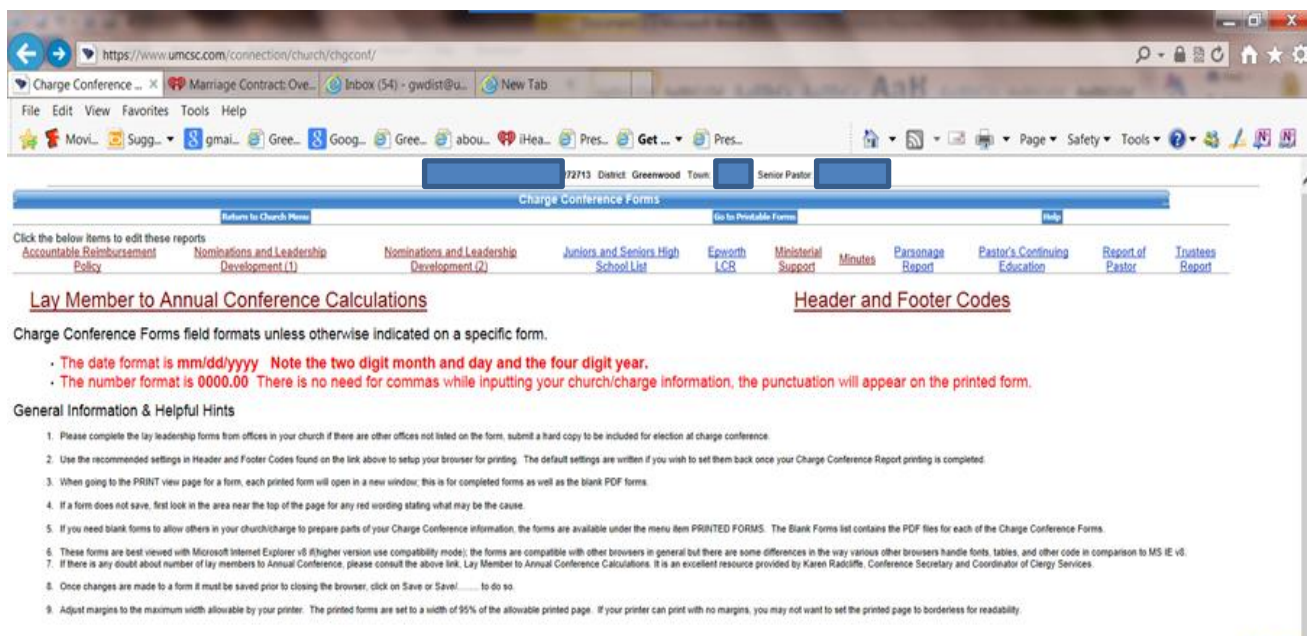 https://www.umcsc.com/connection/church/chgconf/
Charge Conference ... Marriage Contract: Ove... Inbox (54) - gwdist@u... New Tab
File Edit View Favorites Tools Help
Movi... Sugg... gmai... Gree... Goog... Gree... abou... iHea... Pres... Get ... Pres... Page Safety Tools
72713 District: Greenwood Town: Senior Pastor:
Charge Conference Forms
Return to Church Menu Go to Printable Forms Help
Click the below items to edit these reports
Accountable Reimbursement Nominations and Leadership Nominations and Leadership Juniors and Seniors High Epworth Ministerial Minutes Parsonage Pastor's Continuing Report of Trustees
Policy Development (1) Development (2) School List LCR Support Report Education Pastor Report
Lay Member to Annual Conference Calculations Header and Footer Codes
Charge Conference Forms field formats unless otherwise indicated on a specific form.
· The date format is mm/dd/yyyy Note the two digit month and day and the four digit year.
· The number format is 0000.00 There is no need for commas while inputting your church/charge information, the punctuation will appear on the printed form.
General Information & Helpful Hints
1. Please complete the lay leadership forms from offices in your church if there are other offices not listed on the form, submit a hard copy to be included for election at charge conference.
2. Use the recommended settings in Header and Footer Codes found on the link above to setup your browser for printing. The default settings are written if you wish to set them back once your Charge Conference Report printing is completed.
3. When going to the PRINT view page for a form, each printed form will open in a new window; this is for completed forms as well as the blank PDF forms.
4. If a form does not save, first look in the area near the top of the page for any red wording stating what may be the cause.
5. If you need blank forms to allow others in your church/charge to prepare parts of your Charge Conference information, the forms are available under the menu item PRINTED FORMS. The Blank Forms list contains the PDF files for each of the Charge Conference Forms.
6. These forms are best viewed with Microsoft Internet Explorer v8 if(higher version use compatibility mode); the forms are compatible with other browsers in general but there are some differences in the way various other browsers handle fonts, tables, and other code in comparison to MS IE v8.
7. If there is any doubt about number of lay members to Annual Conference, please consult the above link, Lay Member to Annual Conference Calculations. It is an excellent resource provided by Karen Radcliffe, Conference Secretary and Coordinator of Clergy Services.
8. Once changes are made to a form it must be saved prior to closing the browser, click on Save or Save/......... to do so.
9. Adjust margins to the maximum width allowable by your printer. The printed forms are set to a width of 95% of the allowable printed page. If your printer can print with no margins, you may not want to set the printed page to borderless for readability.